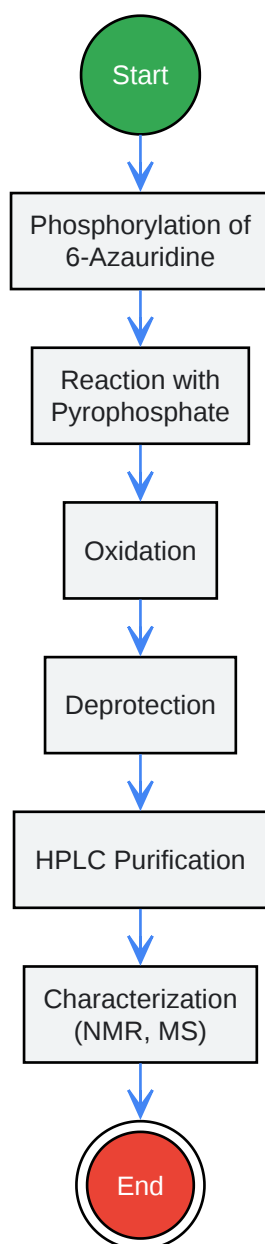 Start
Phosphorylation of
6-Azauridine
Reaction with
Pyrophosphate
Oxidation
Deprotection
HPLC Purification
Characterization
(NMR, MS)
End